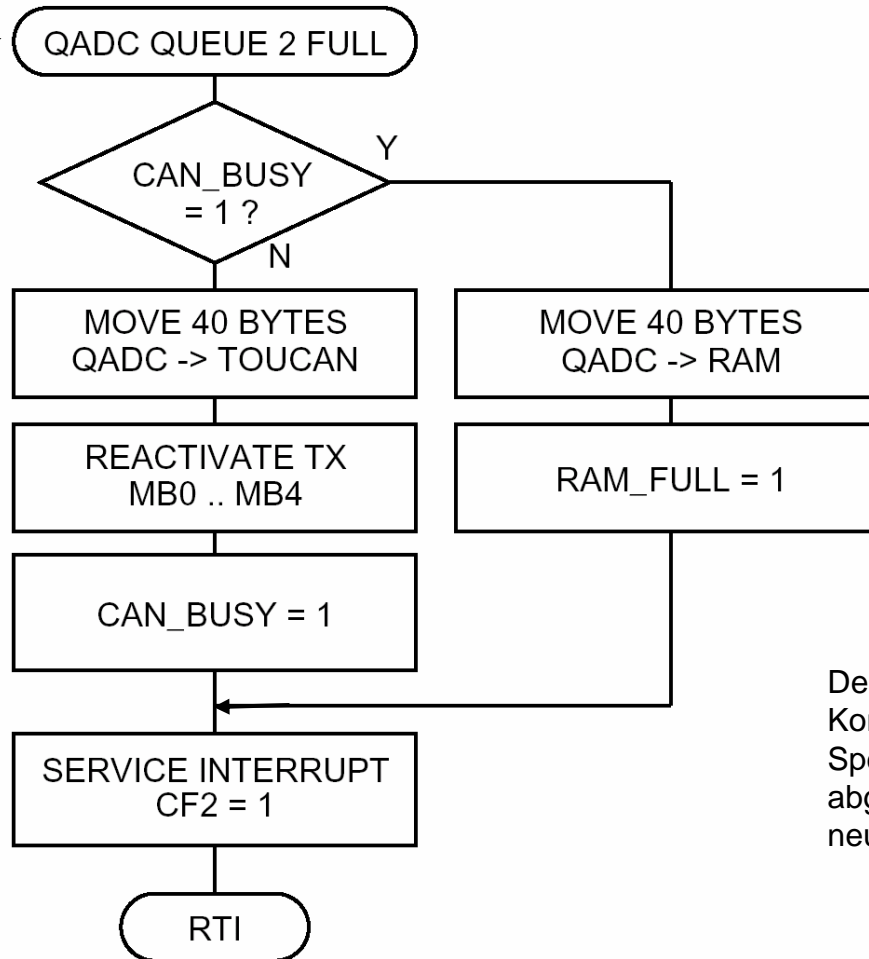 QADC QUEUE 2 FULL
CAN_BUSY
= 1 ?
Y
N
MOVE 40 BYTES
QADC -> TOUCAN
MOVE 40 BYTES
QADC -> RAM
REACTIVATE TX
MB0 .. MB4
RAM_FULL = 1
CAN_BUSY = 1
SERVICE INTERRUPT
CF2 = 1
RTI